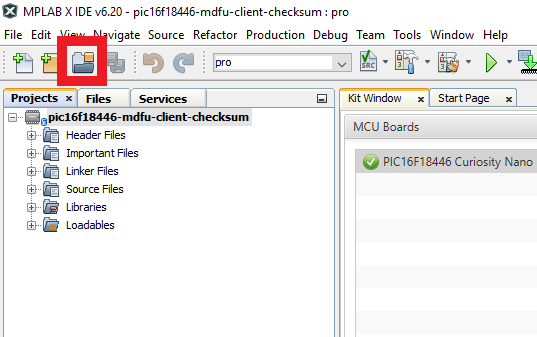 MPLAB X IDE v6.20 - pic16f18446-mdfu-client-checksum : pro
File Edit View Navigate Source Refactor Production Debug Team Tools Window Help
pro
SRC
Projects x Files Services
Kit Window x Start Page x
pic16f18446-mdfu-client-checksum
MCU Boards
Header Files
PIC16F18446 Curiosity Nano
Important Files
Linker Files
Source Files
Libraries
Loadables